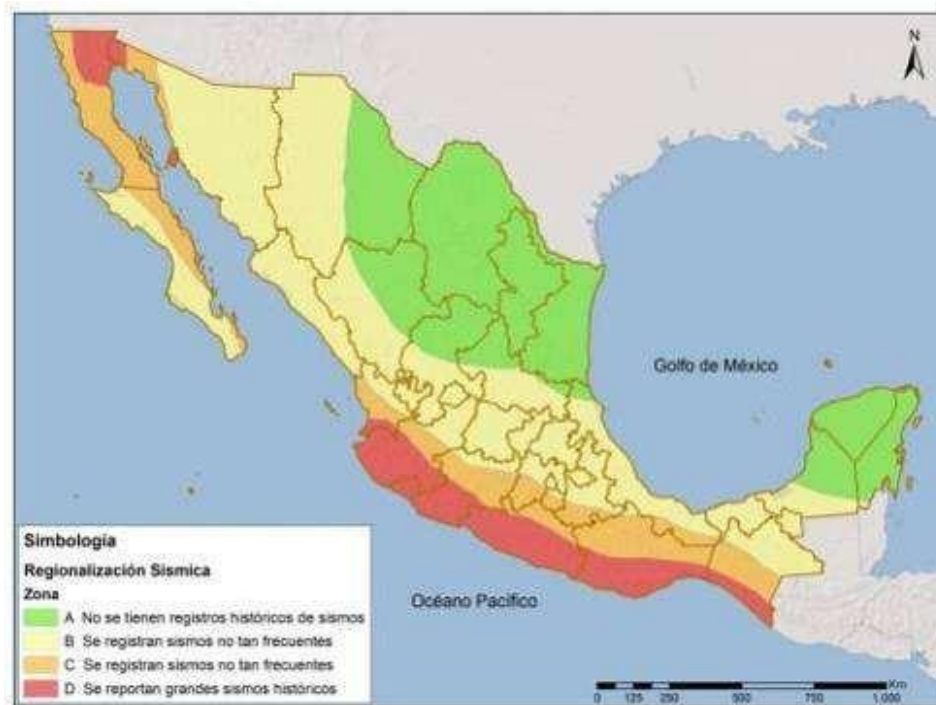 N
Golfo de México
Océano Pacífico
Simbología
Regionalización Sísmica
Zona
A No se tienen registros históricos de sismos
B Se registran sismos no tan frecuentes
C Se registran sismos no tan frecuentes
D Se reportan grandes sismos históricos
Km
0 125 250 500 750 1,000